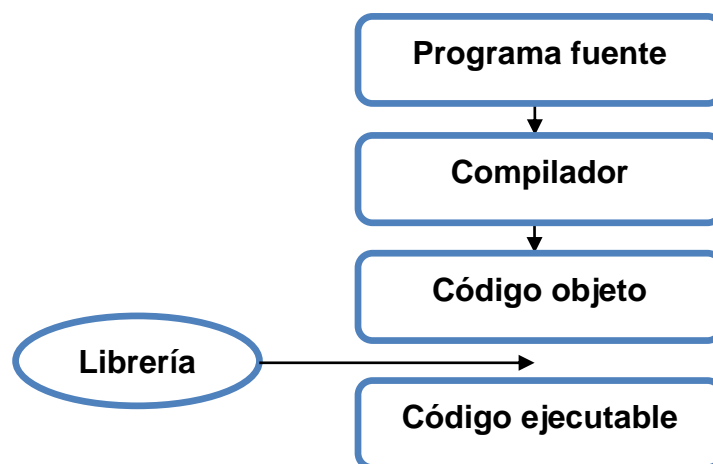 Programa fuente
Compilador
Código objeto
Librería
Código ejecutable